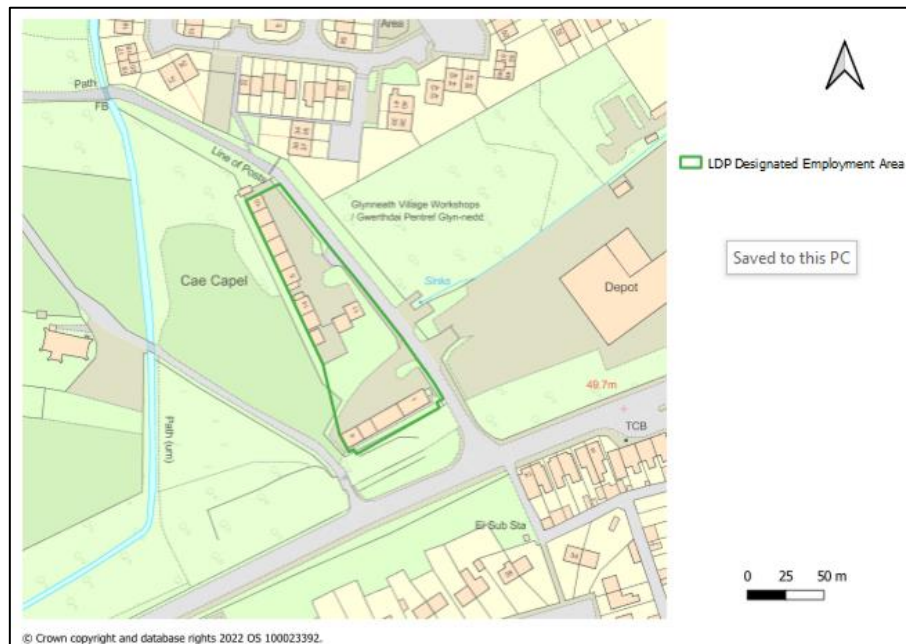 Area
Path
FB
Line of Posts
Glynneath Village Workshops
/ Gwerthdai Pentref Glyn-nedd
Cae Capel
Sinks
Depot
Path (um)
49.7m
TCB
El Sub Sta
LDP Designated Employment Area
Saved to this PC
0 25 50 m
© Crown copyright and database rights 2022 OS 100023392.